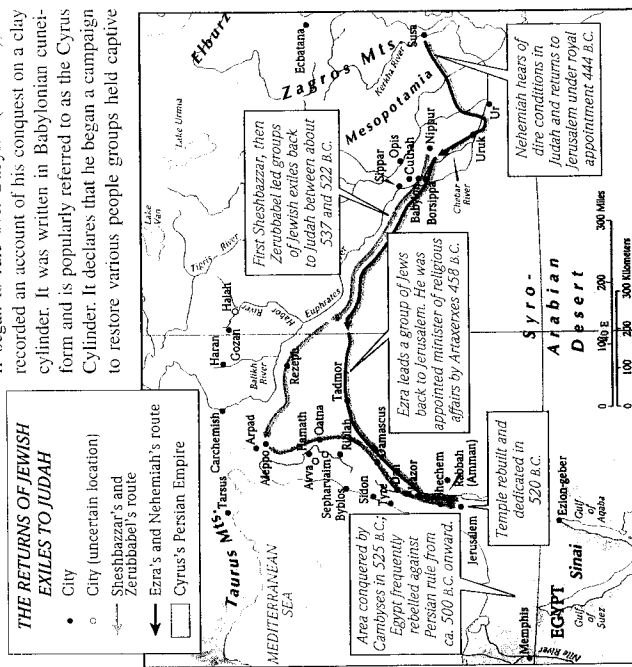 recorded an account of his conquest on a clay
cylinder. It was written in Babylonian cunei-
form and is popularly referred to as the Cyrus
Cylinder. It declares that he began a campaign
to restore various people groups held captive
THE RETURNS OF JEWISH
EXILES TO JUDAH
City
City (uncertain location)
Sheshbazzar's and
Zerubbabel's route
Ezra's and Nehemiah's route
Cyrus's Persian Empire
Elburz
Ecbatana
Zagros Mts.
Lake Urmia
Lake
Van
Kerkha River
Susa
Mesopotamia
Tigris River
Nehemiah hears of
dire conditions in
Judah and returns to
Jerusalem under royal
appointment 444 B.C.
First Sheshbazzar, then
Zerubbabel led groups
of Jewish exiles back
to Judah between about
537 and 522 B.C.
Sippar
Opis
Cuthah
Nippur
Babylon
Borsippa
Uruk
Ur
Chebar
River
Halah
Haran
Gozan
Habor River
Balikh
River
Euphrates
Rezeph
Carchemish
Tarsus
Taurus Mts.
Arpad
Aleppo
Hamath
Qatna
Avva
Sepharvaim
Riblah
Byblos
Tadmor
Damascus
Sidon
Tyre
Dan
Hazor
Shechem
Rabbah
(Amman)
Jerusalem
MEDITERRANEAN
SEA
Ezra leads a group of Jews
back to Jerusalem. He was
appointed minister of religious
affairs by Artaxerxes 458 B.C.
Temple rebuilt and
dedicated in
520 B.C.
Area conquered by
Cambyses in 525 B.C.;
Egypt frequently
rebelled against
Persian rule from
ca. 500 B.C. onward.
Syro-
Arabian
Desert
Ezion-geber
Gulf
of
Aqaba
Sinai
EGYPT
Gulf
of
Suez
Memphis
Nile River
40 E
0 100 200 300 Miles
0 100 200 300 Kilometers